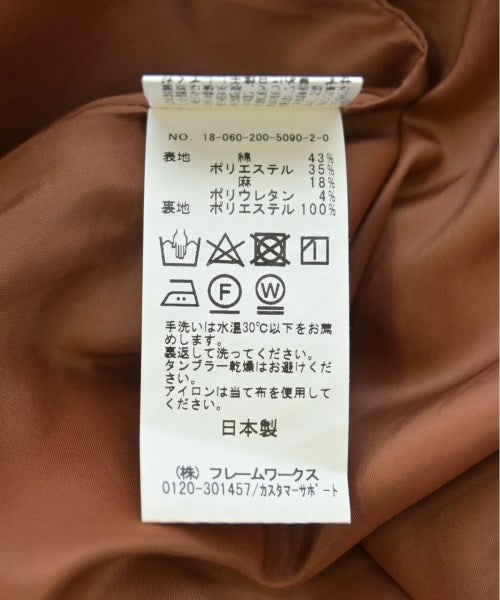 NO. 18-060-200-5090-2-0
表地 綿 43%
ポリエステル 35%
麻 18%
ポリウレタン 4%
裏地 ポリエステル 100%
F W
手洗いは水温30℃以下をお薦
めします。
裏返して洗ってください。
タンブラー乾燥はお避けくだ
さい。
アイロンは当て布を使用して
ください。
日本製
(株) フレームワークス
0120-301457/カスタマーサポート